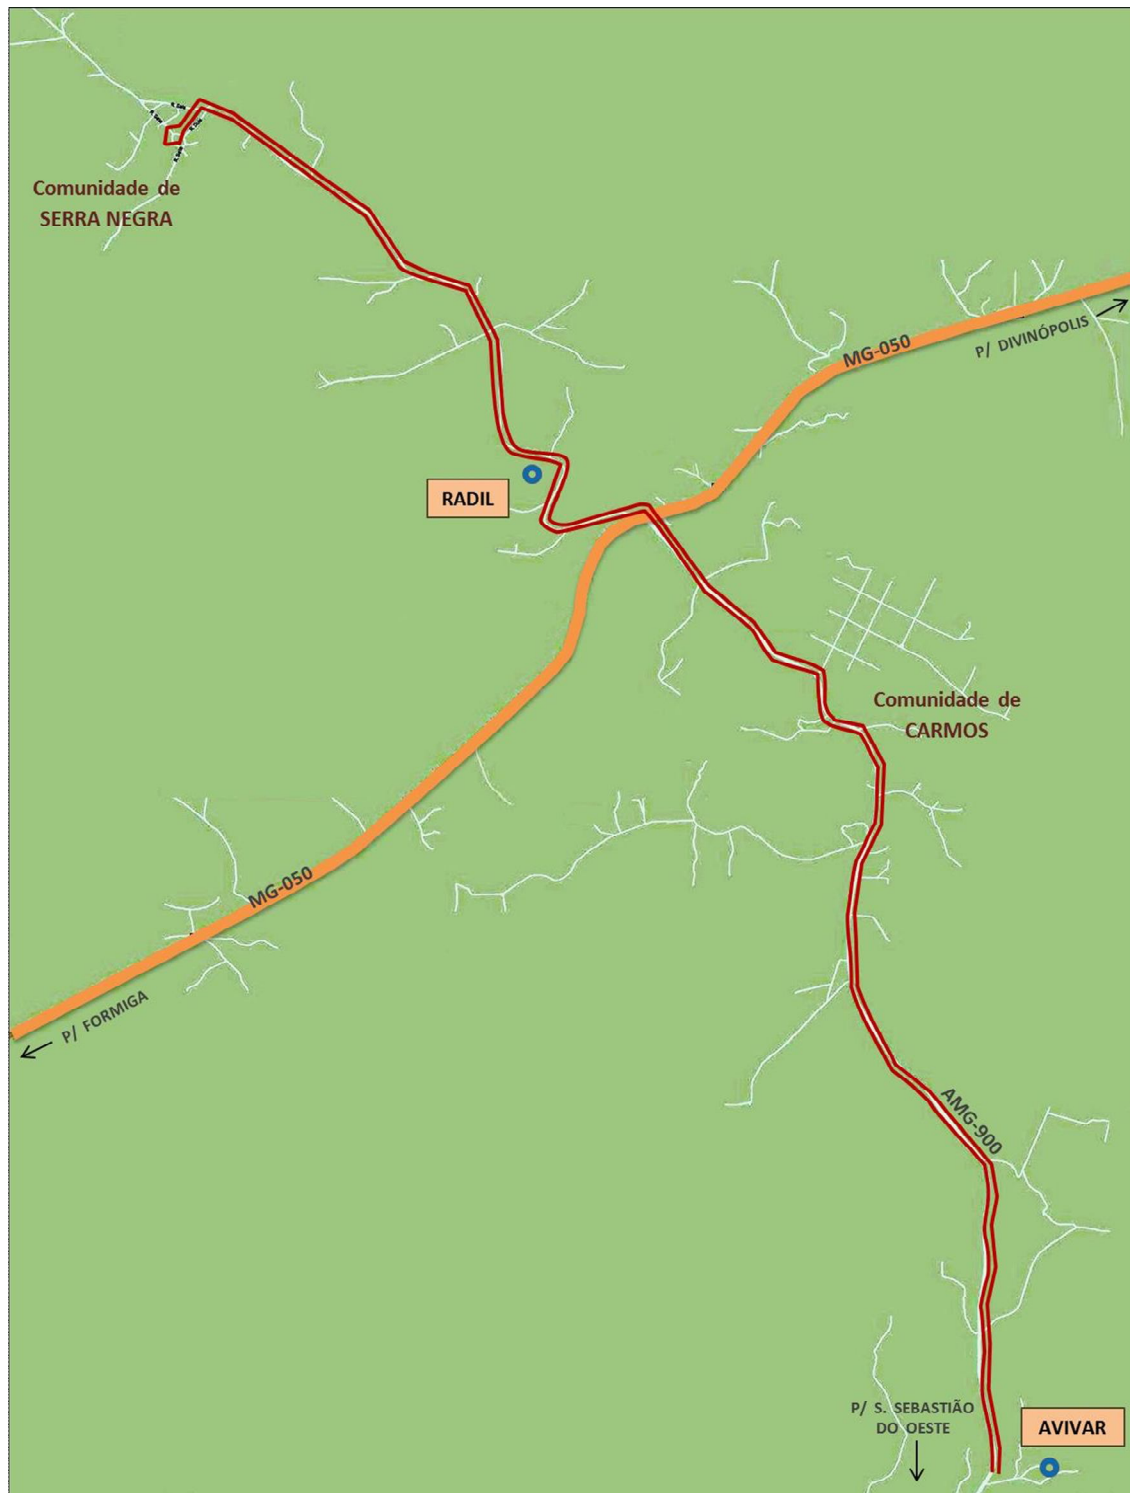 Comunidade de
SERRA NEGRA
MG-050
P/ DIVINÓPOLIS
RADIL
Comunidade de
CARMOS
MG-050
P/ FORMIGA
AMG-900
P/ S. SEBASTIÃO
DO OESTE
AVIVAR